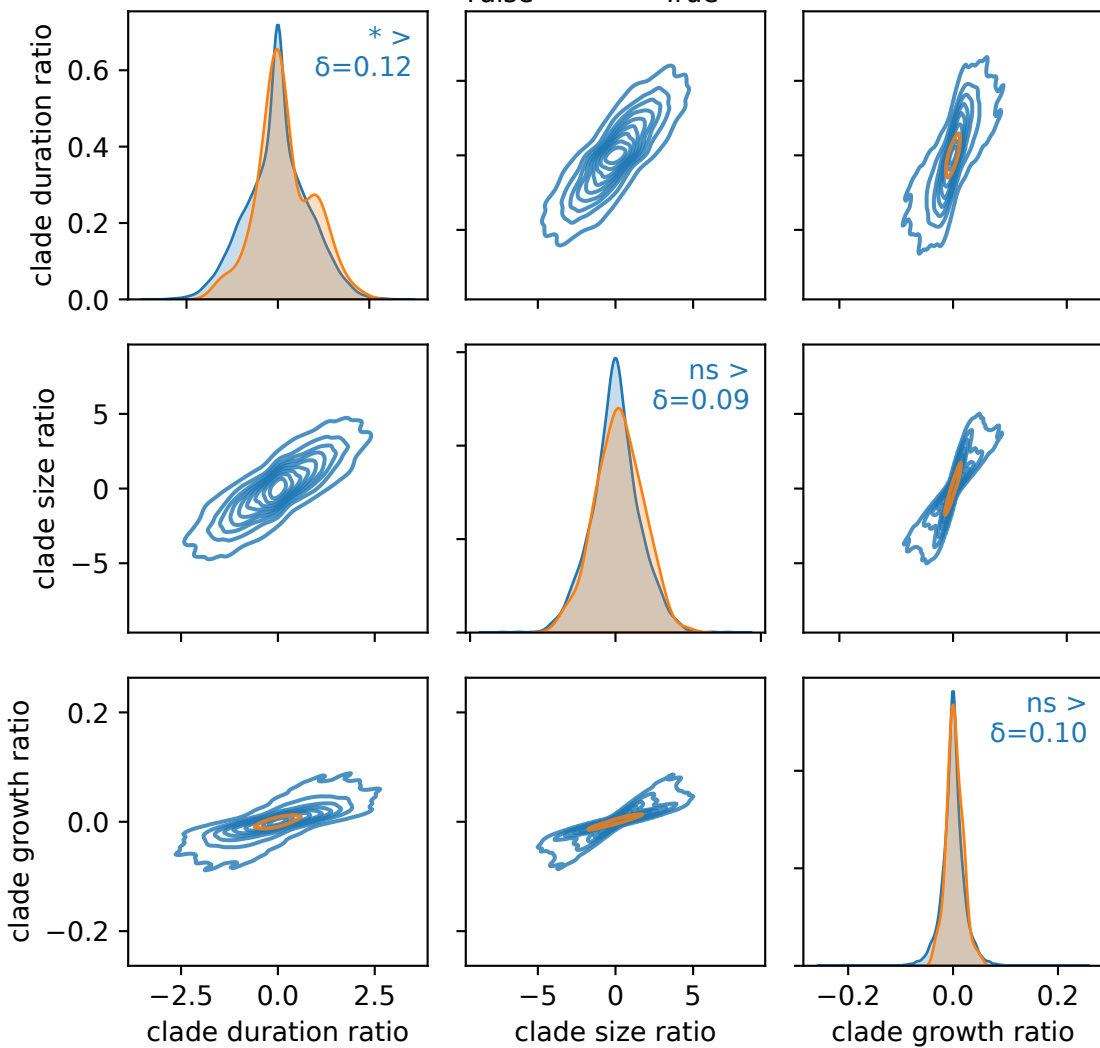 clade duration ratio
0.6
0.4
0.2
0.0
* >
δ=0.12
clade size ratio
5
0
−5
ns >
δ=0.09
clade growth ratio
0.2
0.0
−0.2
ns >
δ=0.10
−2.5 0.0 2.5
−5 0 5
−0.2 0.0 0.2
clade duration ratio
clade size ratio
clade growth ratio